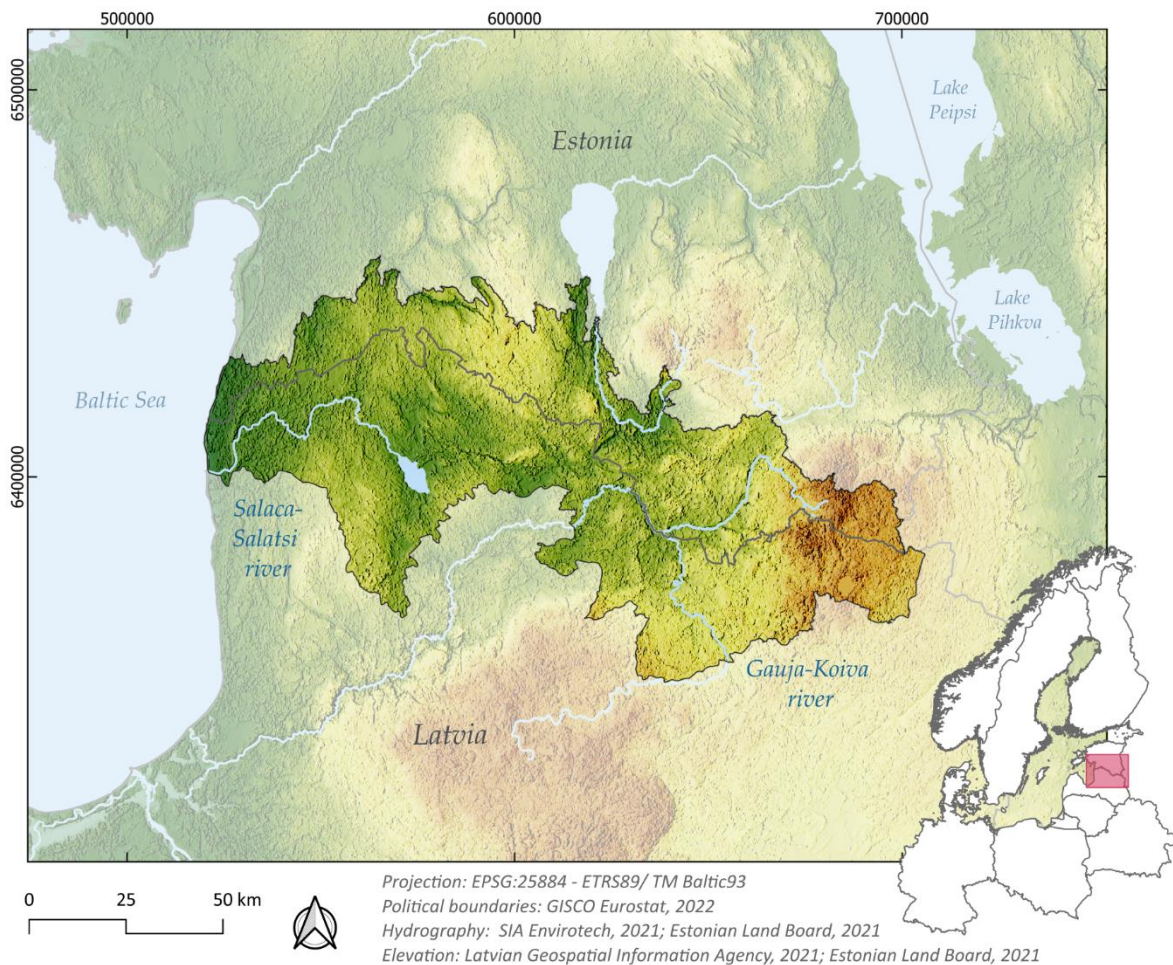 500000
600000
700000
6500000
6400000
Lake
Peipsi
Estonia
Lake
Pihkva
Baltic Sea
Salaca-
Salatsi
river
Gauja-Koiva
river
Latvia
0
25
50 km
Projection: EPSG:25884 - ETRS89/ TM Baltic93
Political boundaries: GISCO Eurostat, 2022
Hydrography: SIA Envirotech, 2021; Estonian Land Board, 2021
Elevation: Latvian Geospatial Information Agency, 2021; Estonian Land Board, 2021